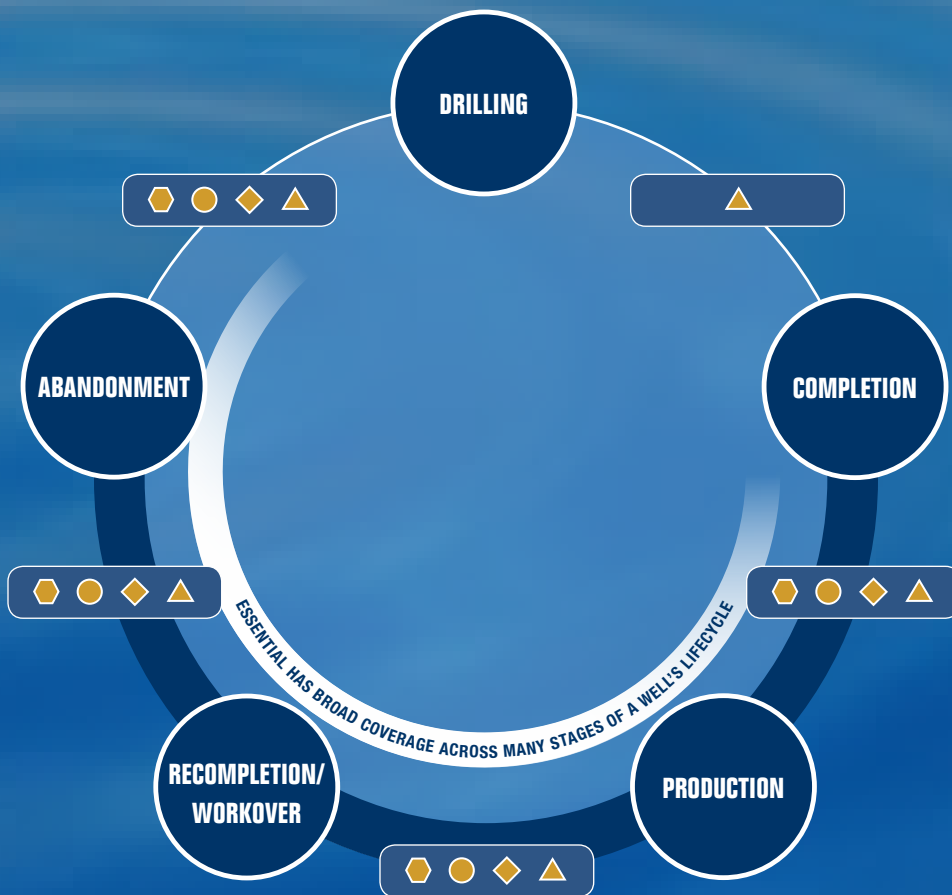 DRILLING
COMPLETION
ABANDONMENT
ESSENTIAL HAS BROAD COVERAGE ACROSS MANY STAGES OF A WELL'S LIFECYCLE
RECOMPLETION/
WORKOVER
PRODUCTION